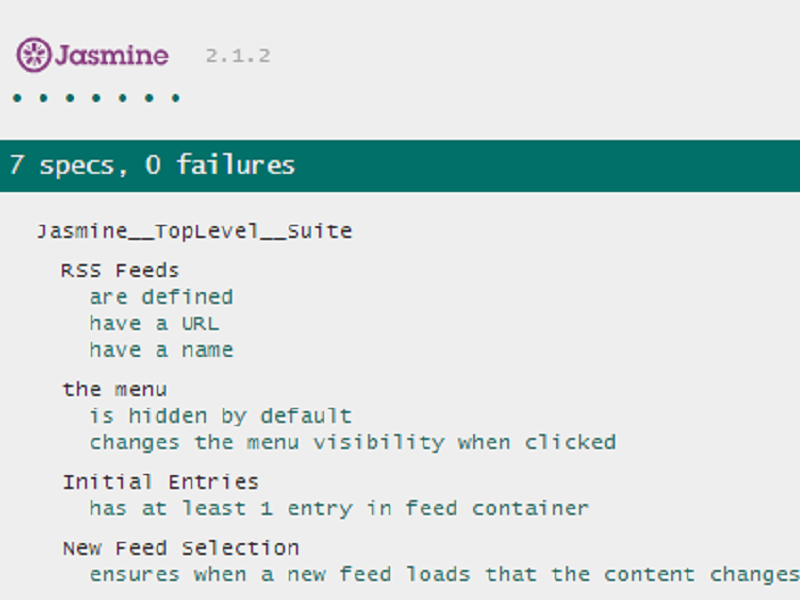 Jasmine 2.1.2
• • • • • • •
7 specs, 0 failures
Jasmine__TopLevel__Suite
RSS Feeds
are defined
have a URL
have a name
the menu
is hidden by default
changes the menu visibility when clicked
Initial Entries
has at least 1 entry in feed container
New Feed Selection
ensures when a new feed loads that the content changes